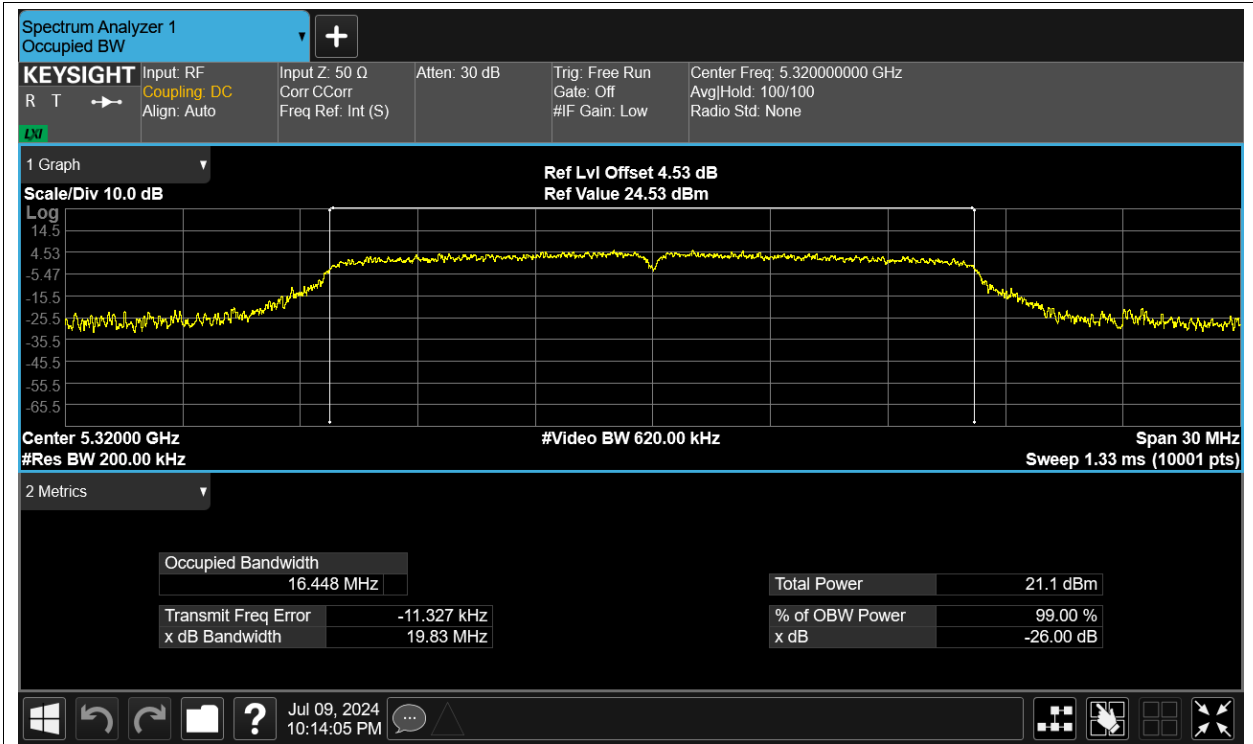 Spectrum Analyzer 1
Occupied BW
KEYSIGHT
R T
LXI
Input: RF
Coupling: DC
Align: Auto
Input Z: 50 Ω
Corr CCorr
Freq Ref: Int (S)
Atten: 30 dB
Trig: Free Run
Gate: Off
#IF Gain: Low
Center Freq: 5.320000000 GHz
Avg|Hold: 100/100
Radio Std: None
1 Graph
Scale/Div 10.0 dB
Ref Lvl Offset 4.53 dB
Ref Value 24.53 dBm
Log
14.5
4.53
-5.47
-15.5
-25.5
-35.5
-45.5
-55.5
-65.5
Center 5.32000 GHz
#Video BW 620.00 kHz
Span 30 MHz
#Res BW 200.00 kHz
Sweep 1.33 ms (10001 pts)
2 Metrics
Occupied Bandwidth
16.448 MHz
Total Power 21.1 dBm
Transmit Freq Error -11.327 kHz
% of OBW Power 99.00 %
x dB Bandwidth 19.83 MHz
x dB -26.00 dB
?
Jul 09, 2024
10:14:05 PM